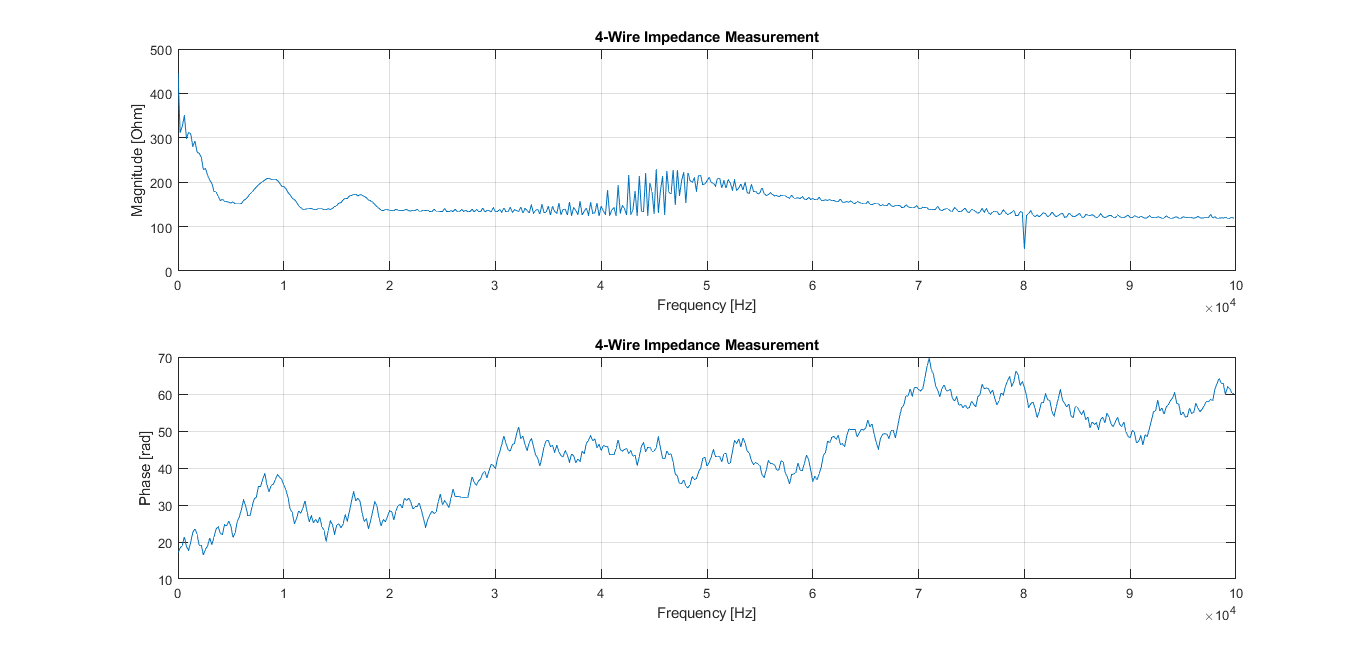 4-Wire Impedance Measurement
500
400
300
200
100
0
Magnitude [Ohm]
0 1 2 3 4 5 6 7 8 9 10
×10^4
Frequency [Hz]
4-Wire Impedance Measurement
70
60
50
40
30
20
10
Phase [rad]
0 1 2 3 4 5 6 7 8 9 10
×10^4
Frequency [Hz]